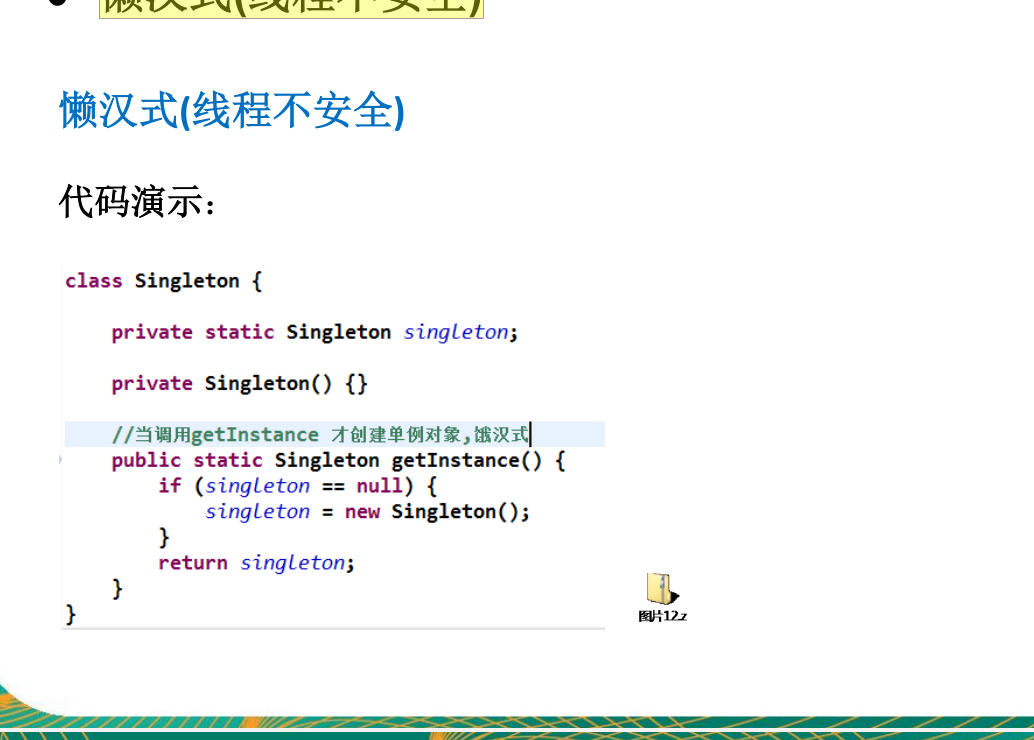 懒汉式(线程不安全)
懒汉式(线程不安全)
代码演示：
class Singleton {
private static Singleton singleton;
private Singleton() {}
//当调用getInstance 才创建单例对象,饿汉式
public static Singleton getInstance() {
if (singleton == null) {
singleton = new Singleton();
}
return singleton;
}
}
图片12.z